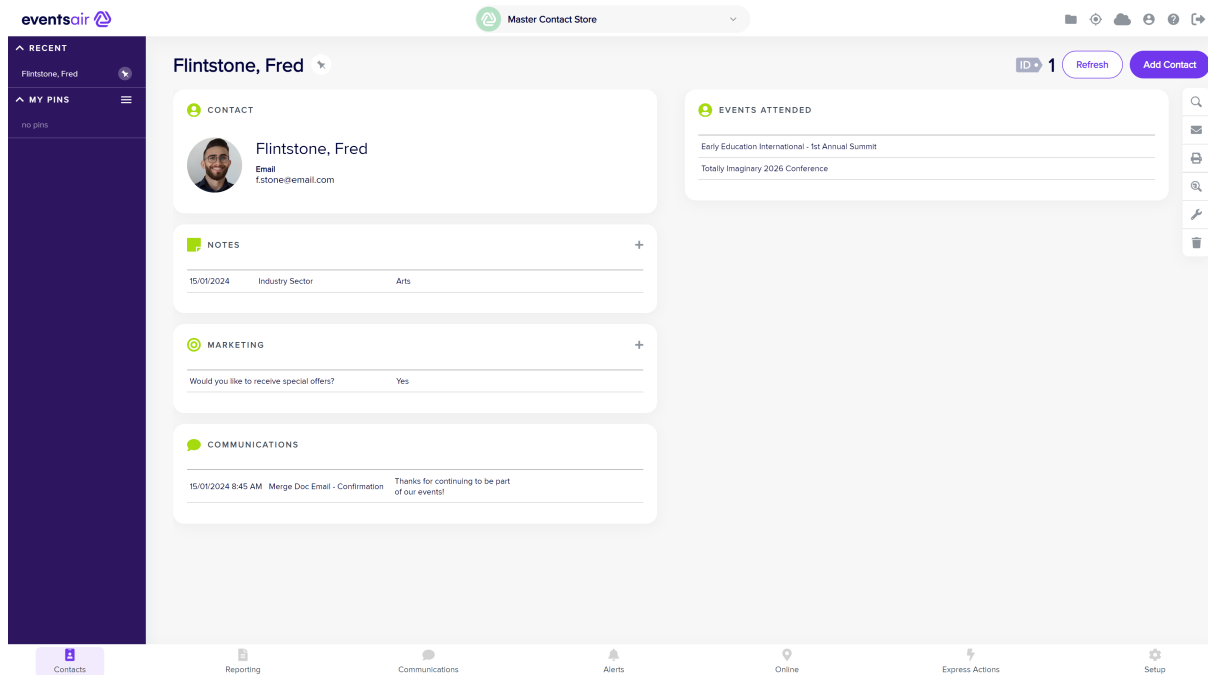 eventsair
Master Contact Store
RECENT
Flintstone, Fred
MY PINS
no pins
Flintstone, Fred
ID
1
Refresh
Add Contact
CONTACT
Flintstone, Fred
Email
f.stone@email.com
NOTES
15/01/2024 Industry Sector Arts
MARKETING
Would you like to receive special offers? Yes
COMMUNICATIONS
15/01/2024 8:45 AM Merge Doc Email - Confirmation Thanks for continuing to be part
of our events!
EVENTS ATTENDED
Early Education International - 1st Annual Summit
Totally Imaginary 2026 Conference
Contacts
Reporting
Communications
Alerts
Online
Express Actions
Setup